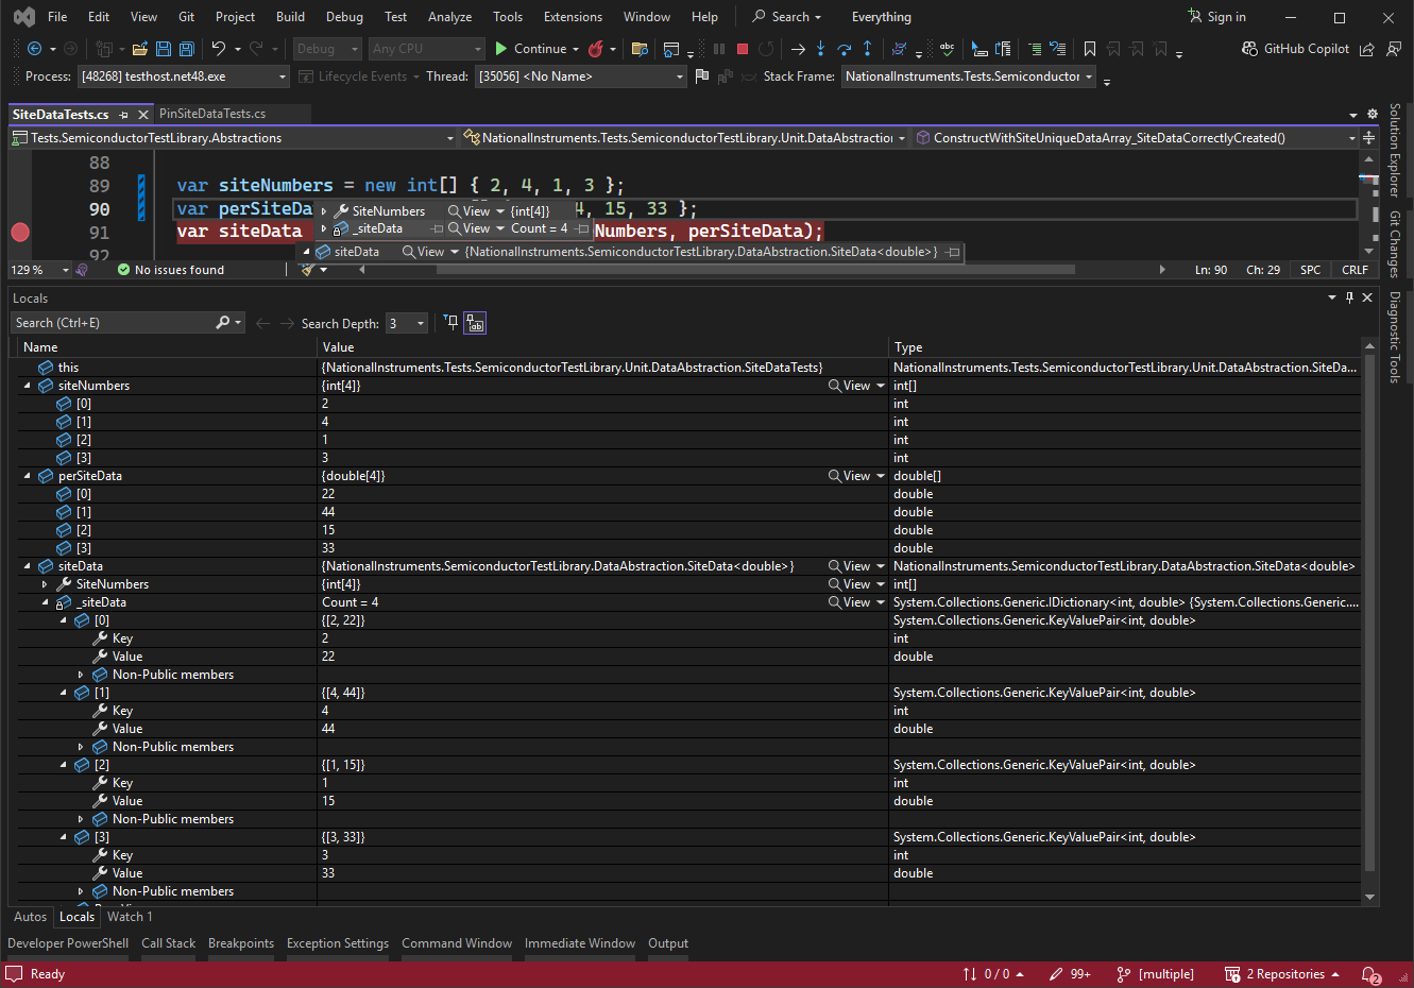 File Edit View Git Project Build Debug Test Analyze Tools Extensions Window Help Search Everything Sign in
Debug Any CPU Continue GitHub Copilot
Process: [48268] testhost.net48.exe Lifecycle Events Thread: [35056] <No Name> Stack Frame: NationalInstruments.Tests.Semiconductor
SiteDataTests.cs PinSiteDataTests.cs
Tests.SemiconductorTestLibrary.Abstractions NationalInstruments.Tests.SemiconductorTestLibrary.Unit.DataAbstraction ConstructWithSiteUniqueDataArray_SiteDataCorrectlyCreated()
88
89 var siteNumbers = new int[] { 2, 4, 1, 3 };
90 var perSiteDa 4, 15, 33 };
SiteNumbers View {int[4]}
91 var siteData Numbers, perSiteData);
_siteData View Count = 4
92
siteData View {NationalInstruments.SemiconductorTestLibrary.DataAbstraction.SiteData<double>}
129 % No issues found Ln: 90 Ch: 29 SPC CRLF
Solution Explorer
Git Changes
Diagnostic Tools
Locals
Search (Ctrl+E) Search Depth: 3
Name Value Type
this {NationalInstruments.Tests.SemiconductorTestLibrary.Unit.DataAbstraction.SiteDataTests} NationalInstruments.Tests.SemiconductorTestLibrary.Unit.DataAbstraction.SiteDa...
siteNumbers {int[4]} View int[]
[0] 2 int
[1] 4 int
[2] 1 int
[3] 3 int
perSiteData {double[4]} View double[]
[0] 22 double
[1] 44 double
[2] 15 double
[3] 33 double
siteData {NationalInstruments.SemiconductorTestLibrary.DataAbstraction.SiteData<double>} View NationalInstruments.SemiconductorTestLibrary.DataAbstraction.SiteData<double>
SiteNumbers {int[4]} View int[]
_siteData Count = 4 View System.Collections.Generic.IDictionary<int, double> {System.Collections.Generic....
[0] {[2, 22]} System.Collections.Generic.KeyValuePair<int, double>
Key 2 int
Value 22 double
Non-Public members
[1] {[4, 44]} System.Collections.Generic.KeyValuePair<int, double>
Key 4 int
Value 44 double
Non-Public members
[2] {[1, 15]} System.Collections.Generic.KeyValuePair<int, double>
Key 1 int
Value 15 double
Non-Public members
[3] {[3, 33]} System.Collections.Generic.KeyValuePair<int, double>
Key 3 int
Value 33 double
Non-Public members
Autos Locals Watch 1
Developer PowerShell Call Stack Breakpoints Exception Settings Command Window Immediate Window Output
Ready 0 / 0 99+ [multiple] 2 Repositories 2